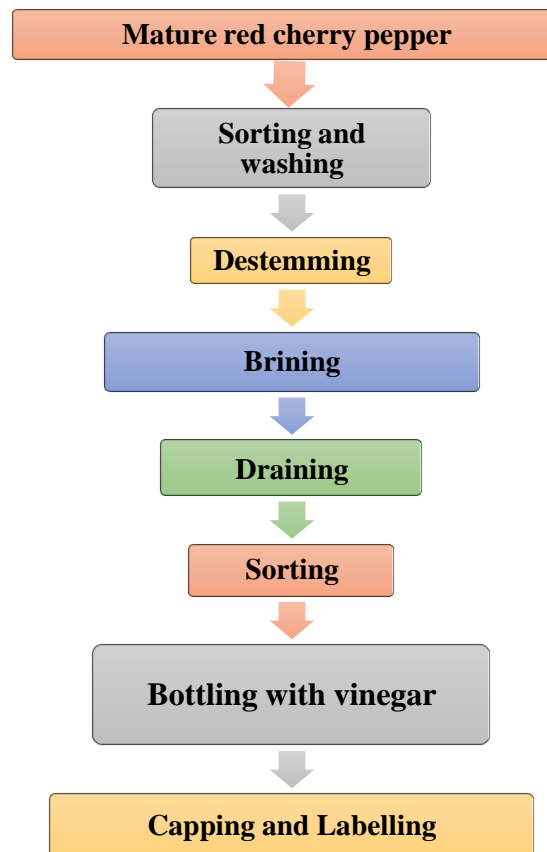 Mature red cherry pepper
Sorting and
washing
Destemming
Brining
Draining
Sorting
Bottling with vinegar
Capping and Labelling